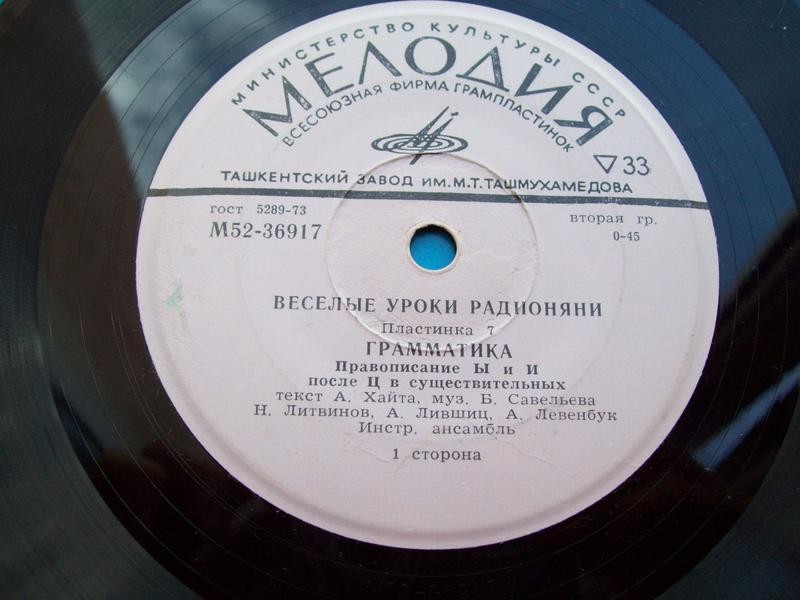 МИНИСТЕРСТВО КУЛЬТУРЫ СССР
МЕЛОДИЯ
ВСЕСОЮЗНАЯ ФИРМА ГРАМПЛАСТИНОК
33
ТАШКЕНТСКИЙ ЗАВОД ИМ. М.Т.ТАШМУХАМЕДОВА
гост 5289-73
вторая гр.
М52-36917
0-45
ВЕСЕЛЫЕ УРОКИ РАДИОНЯНИ
Пластинка 7
ГРАММАТИКА
Правописание Ы и И
после Ц в существительных
текст А. Хайта, муз. Б. Савельева
Н. Литвинов, А. Лившиц, А. Левенбук
Инстр. ансамбль
1 сторона